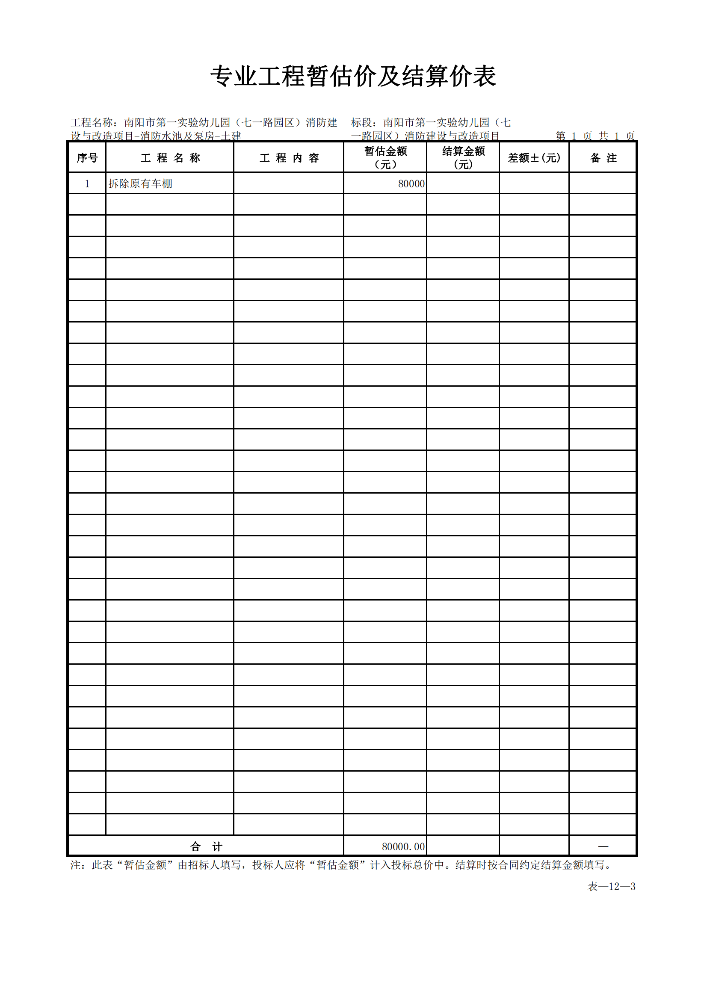 专业工程暂估价及结算价表
工程名称：南阳市第一实验幼儿园（七一路园区）消防建
设与改造项目-消防水池及泵房-土建
标段：南阳市第一实验幼儿园（七
一路园区）消防建设与改造项目
第 1 页 共 1 页
序号 工 程 名 称 工 程 内 容 暂估金额（元） 结算金额(元) 差额±(元) 备 注
1 拆除原有车棚 80000
合 计 80000.00 —
注：此表“暂估金额”由招标人填写，投标人应将“暂估金额”计入投标总价中。结算时按合同约定结算金额填写。
表—12—3